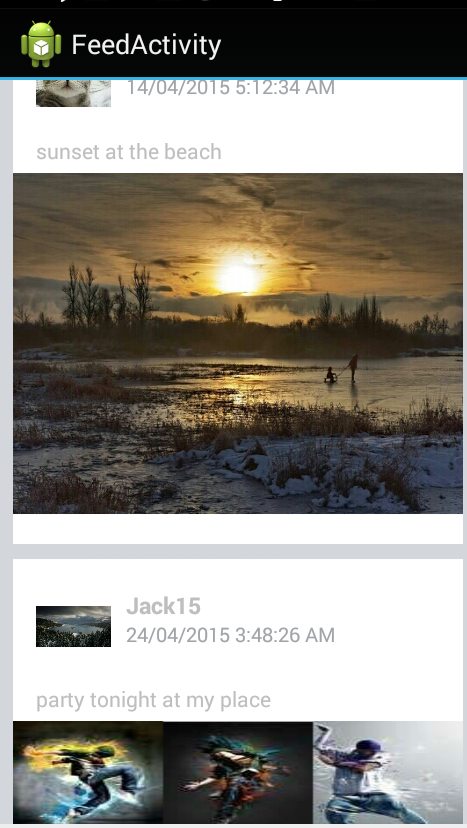 FeedActivity
14/04/2015 5:12:34 AM
sunset at the beach
Jack15
24/04/2015 3:48:26 AM
party tonight at my place